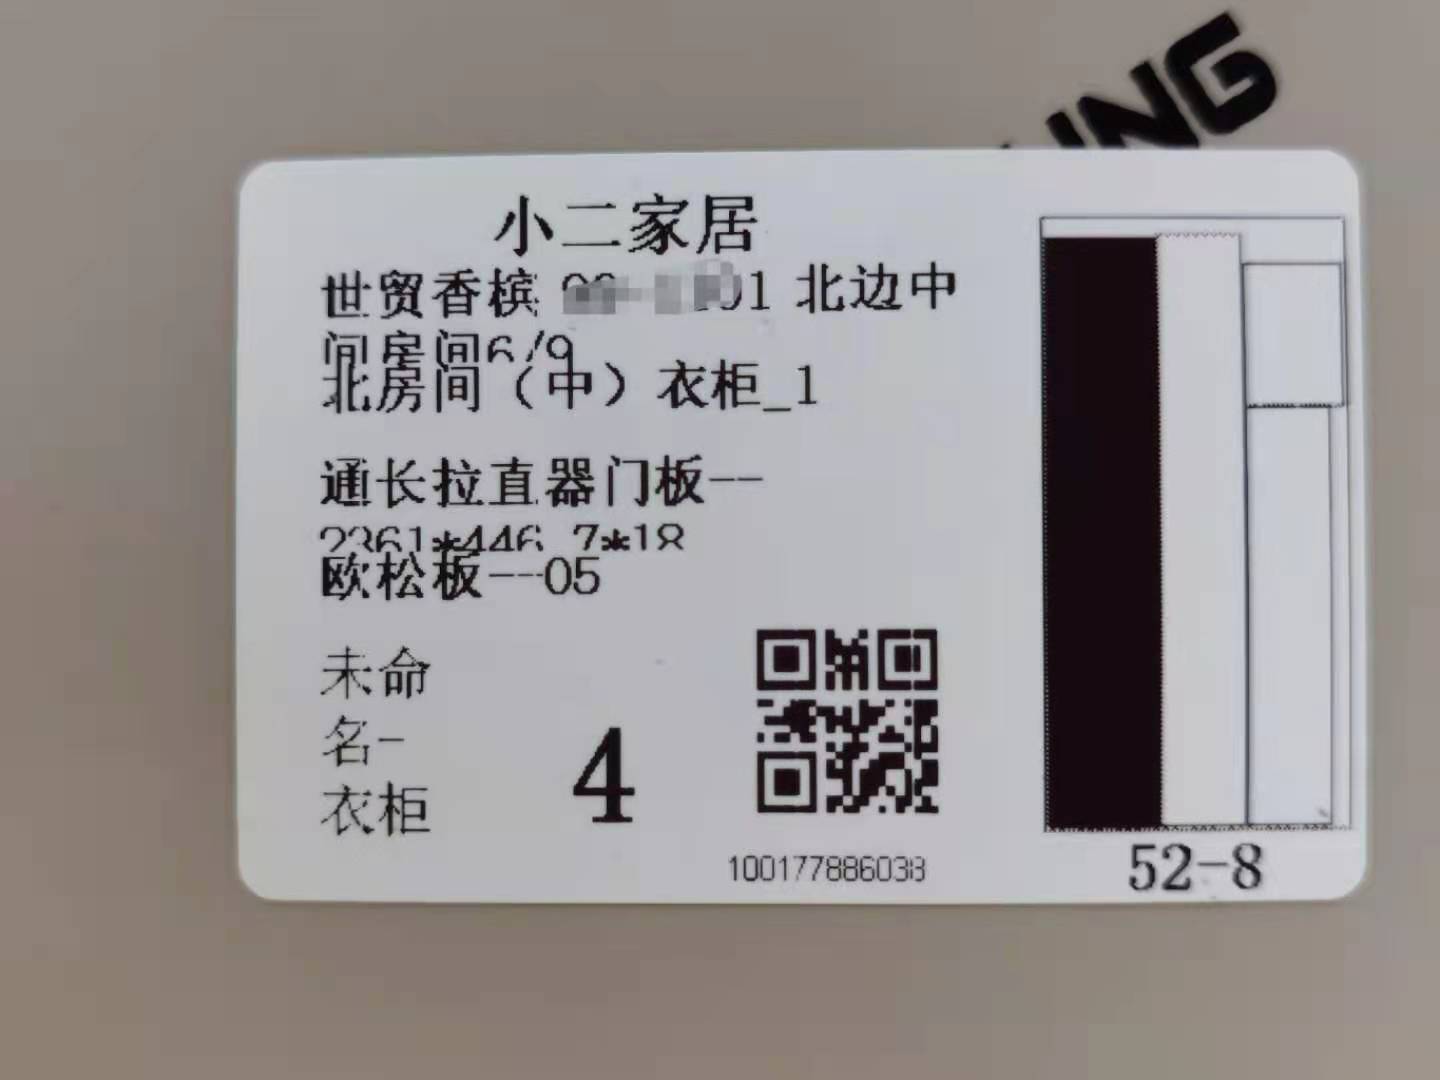 NG
小二家居
世贸香槟 01 北边中
间房间6/9
北房间（中）衣柜_1
通长拉直器门板--
2361*446.7*18
欧松板--05
未命
名-
衣柜
4
100177886038
52-8